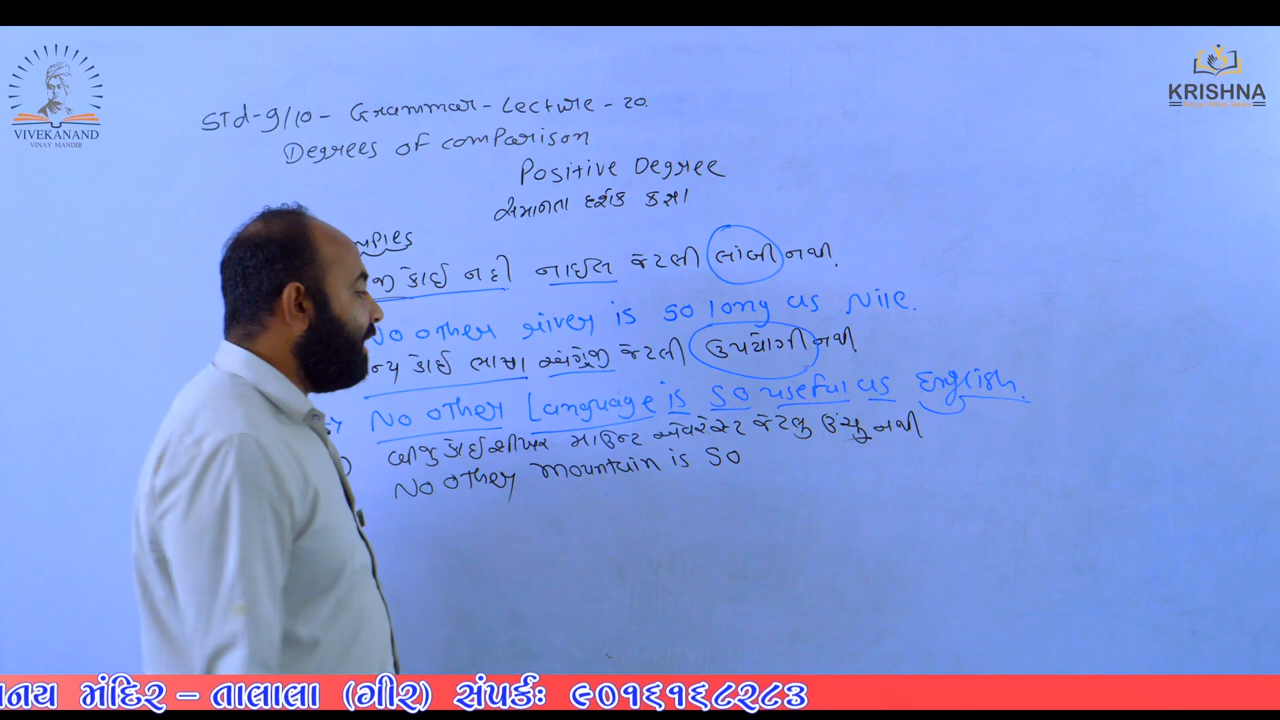 VIVEKANAND
VINAY MANDIR
KRISHNA
STd-9/10 - Grammar - Lecture - 20.
Degrees of comparison
Positive Degree
સમાનતા દર્શક કક્ષા
mples
જી કોઈ નદી નાઈલ જેટલી લાંબી નથી.
No other river is so long as Nile.
ન્ય કોઈ ભાષા અંગ્રેજી જેટલી ઉપયોગી નથી
No other Language is so useful as English.
બીજુ કોઈ શીખર માઉન્ટ એવરેસ્ટ જેટલુ ઉંચુ નથી
No other mountain is so
નય મંદિર – તાલાલા (ગીર) સંપર્કઃ ૯૦૧૬૧૬૮૨૮૩